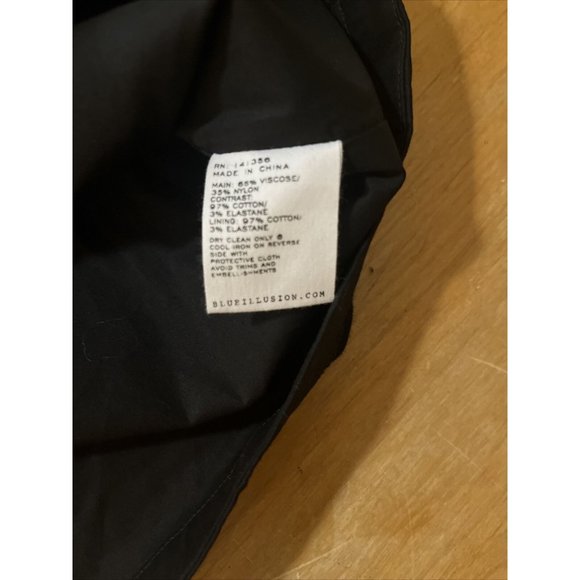 RN: 141356
MADE IN CHINA
MAIN: 65% VISCOSE/
35% NYLON
CONTRAST:
97% COTTON/
3% ELASTANE
LINING: 97% COTTON/
3% ELASTANE
DRY CLEAN ONLY ®
COOL IRON ON REVERSE
SIDE WITH
PROTECTIVE CLOTH
AVOID TRIMS AND
EMBELLISHMENTS
BLUEILLUSION.COM